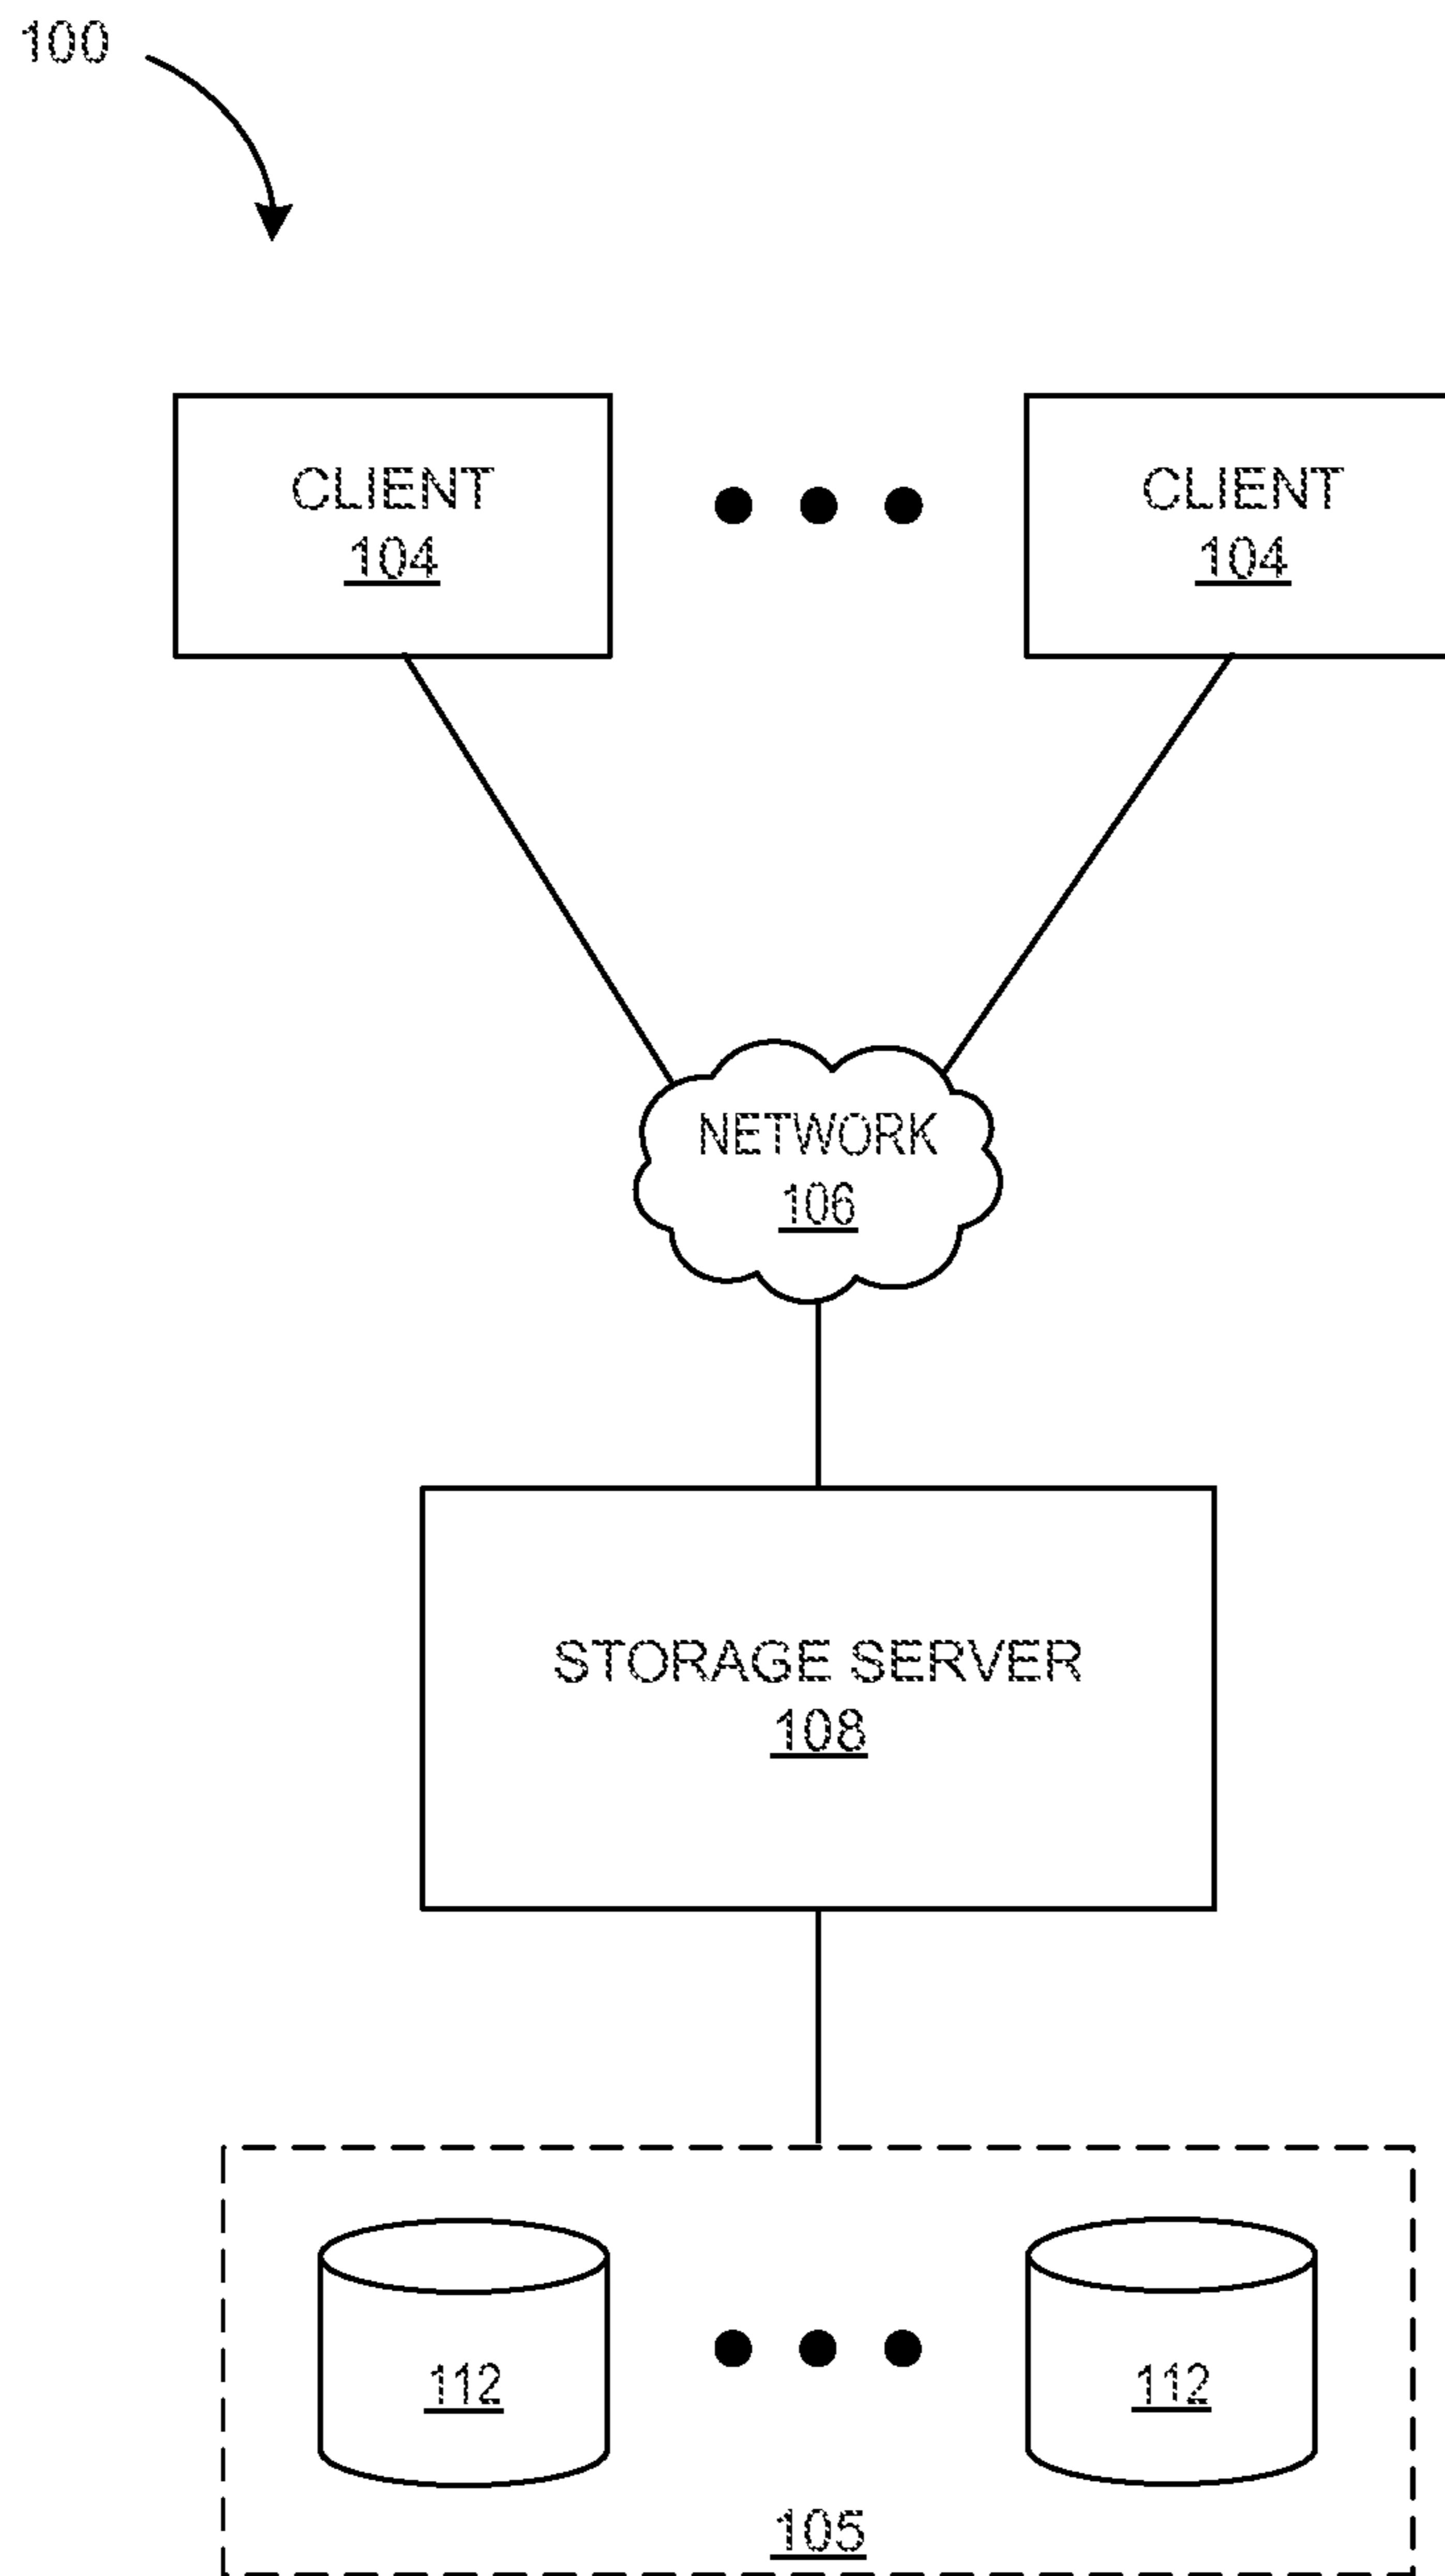 100
CLIENT
104
CLIENT
104
NETWORK
106
STORAGE SERVER
108
112
112
105